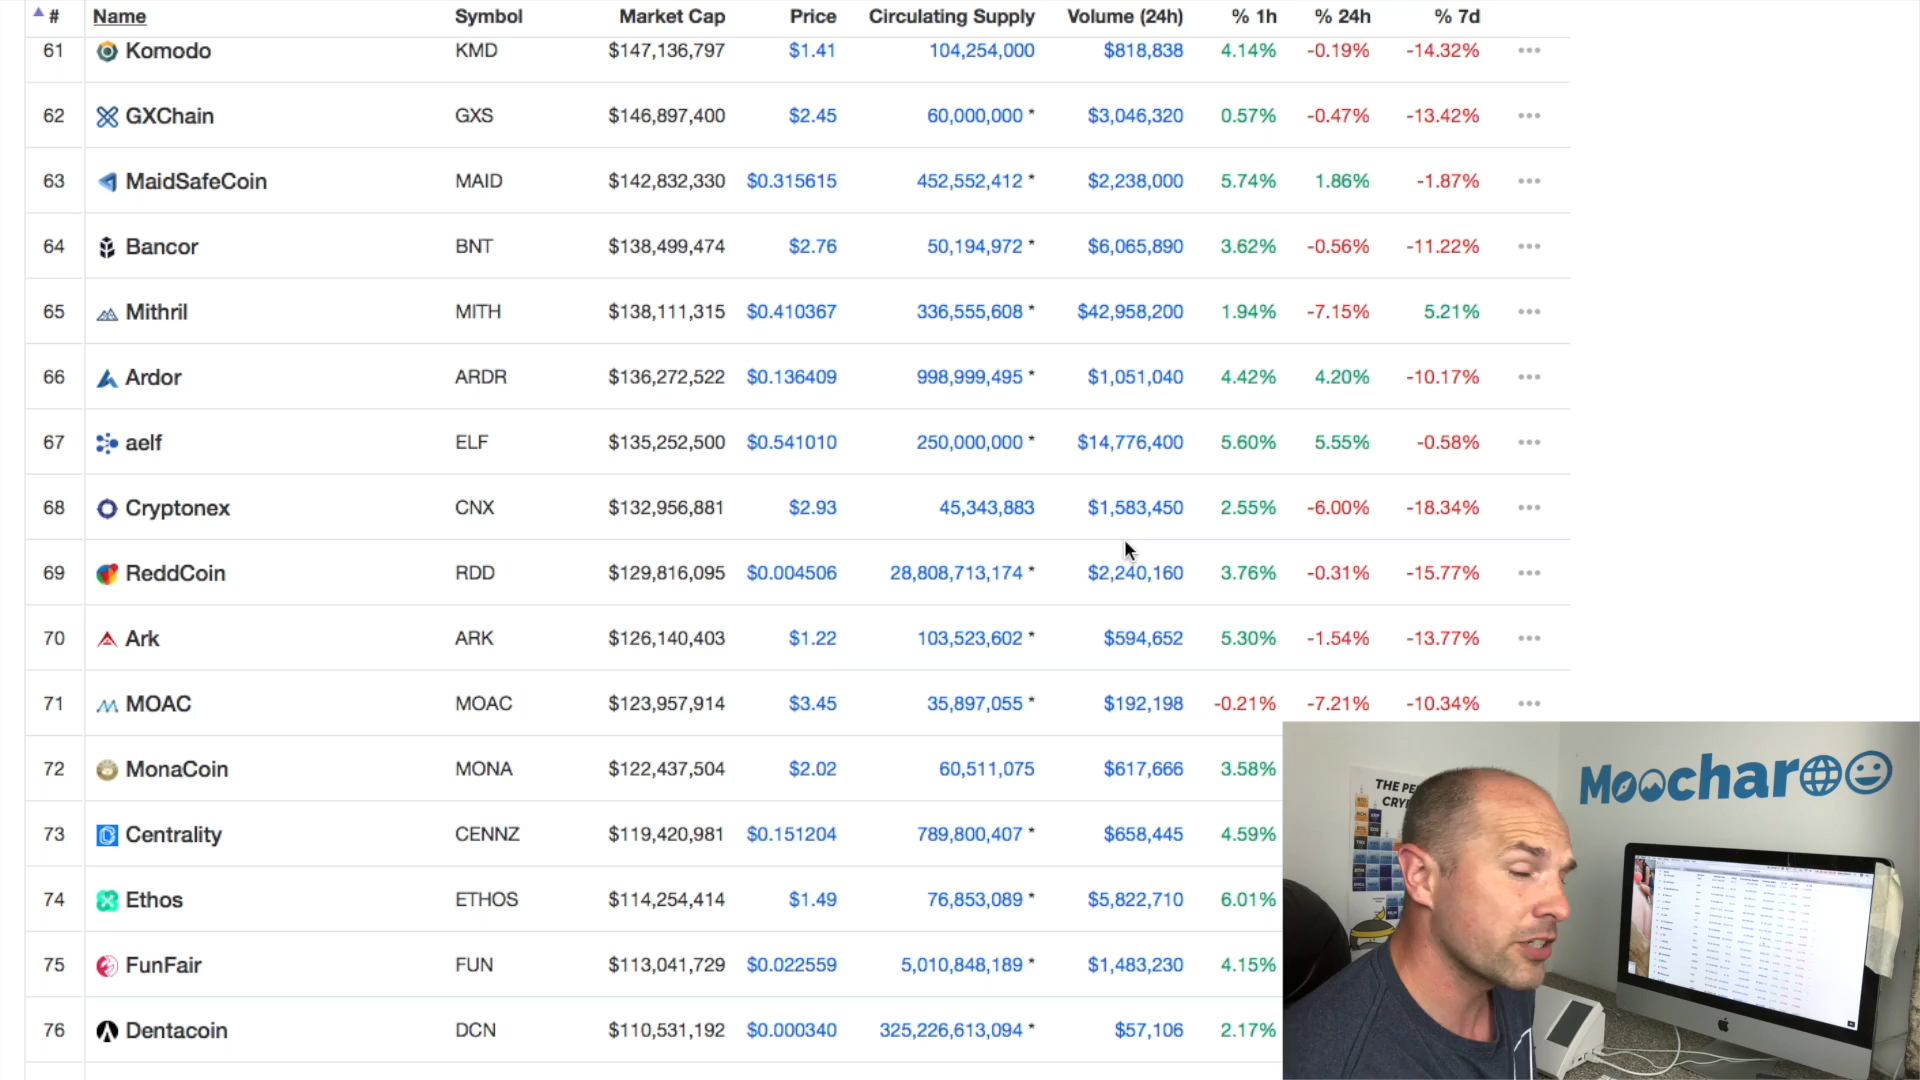 # Name Symbol Market Cap Price Circulating Supply Volume (24h) % 1h % 24h % 7d
61 Komodo KMD $147,136,797 $1.41 104,254,000 $818,838 4.14% -0.19% -14.32%
62 GXChain GXS $146,897,400 $2.45 60,000,000 * $3,046,320 0.57% -0.47% -13.42%
63 MaidSafeCoin MAID $142,832,330 $0.315615 452,552,412 * $2,238,000 5.74% 1.86% -1.87%
64 Bancor BNT $138,499,474 $2.76 50,194,972 * $6,065,890 3.62% -0.56% -11.22%
65 Mithril MITH $138,111,315 $0.410367 336,555,608 * $42,958,200 1.94% -7.15% 5.21%
66 Ardor ARDR $136,272,522 $0.136409 998,999,495 * $1,051,040 4.42% 4.20% -10.17%
67 aelf ELF $135,252,500 $0.541010 250,000,000 * $14,776,400 5.60% 5.55% -0.58%
68 Cryptonex CNX $132,956,881 $2.93 45,343,883 $1,583,450 2.55% -6.00% -18.34%
69 ReddCoin RDD $129,816,095 $0.004506 28,808,713,174 * $2,240,160 3.76% -0.31% -15.77%
70 Ark ARK $126,140,403 $1.22 103,523,602 * $594,652 5.30% -1.54% -13.77%
71 MOAC MOAC $123,957,914 $3.45 35,897,055 * $192,198 -0.21% -7.21% -10.34%
72 MonaCoin MONA $122,437,504 $2.02 60,511,075 $617,666 3.58%
73 Centrality CENNZ $119,420,981 $0.151204 789,800,407 * $658,445 4.59%
74 Ethos ETHOS $114,254,414 $1.49 76,853,089 * $5,822,710 6.01%
75 FunFair FUN $113,041,729 $0.022559 5,010,848,189 * $1,483,230 4.15%
76 Dentacoin DCN $110,531,192 $0.000340 325,226,613,094 * $57,106 2.17%
Moocharoo
THE